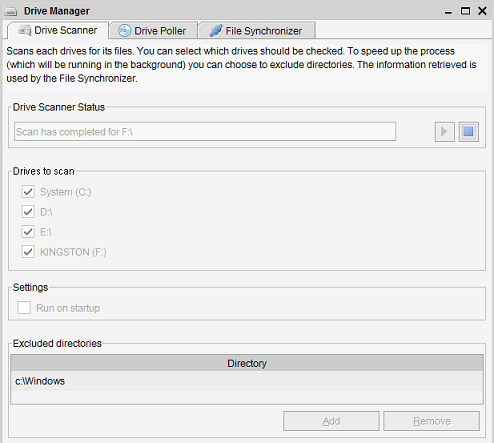 Drive Manager
Drive Scanner
Drive Poller
File Synchronizer
Scans each drives for its files. You can select which drives should be checked. To speed up the process
(which will be running in the background) you can choose to exclude directories. The information retrieved is
used by the File Synchronizer.
Drive Scanner Status
Scan has completed for F:\
Drives to scan
System (C:)
D:\
E:\
KINGSTON (F:)
Settings
Run on startup
Excluded directories
Directory
c:\Windows
Add
Remove